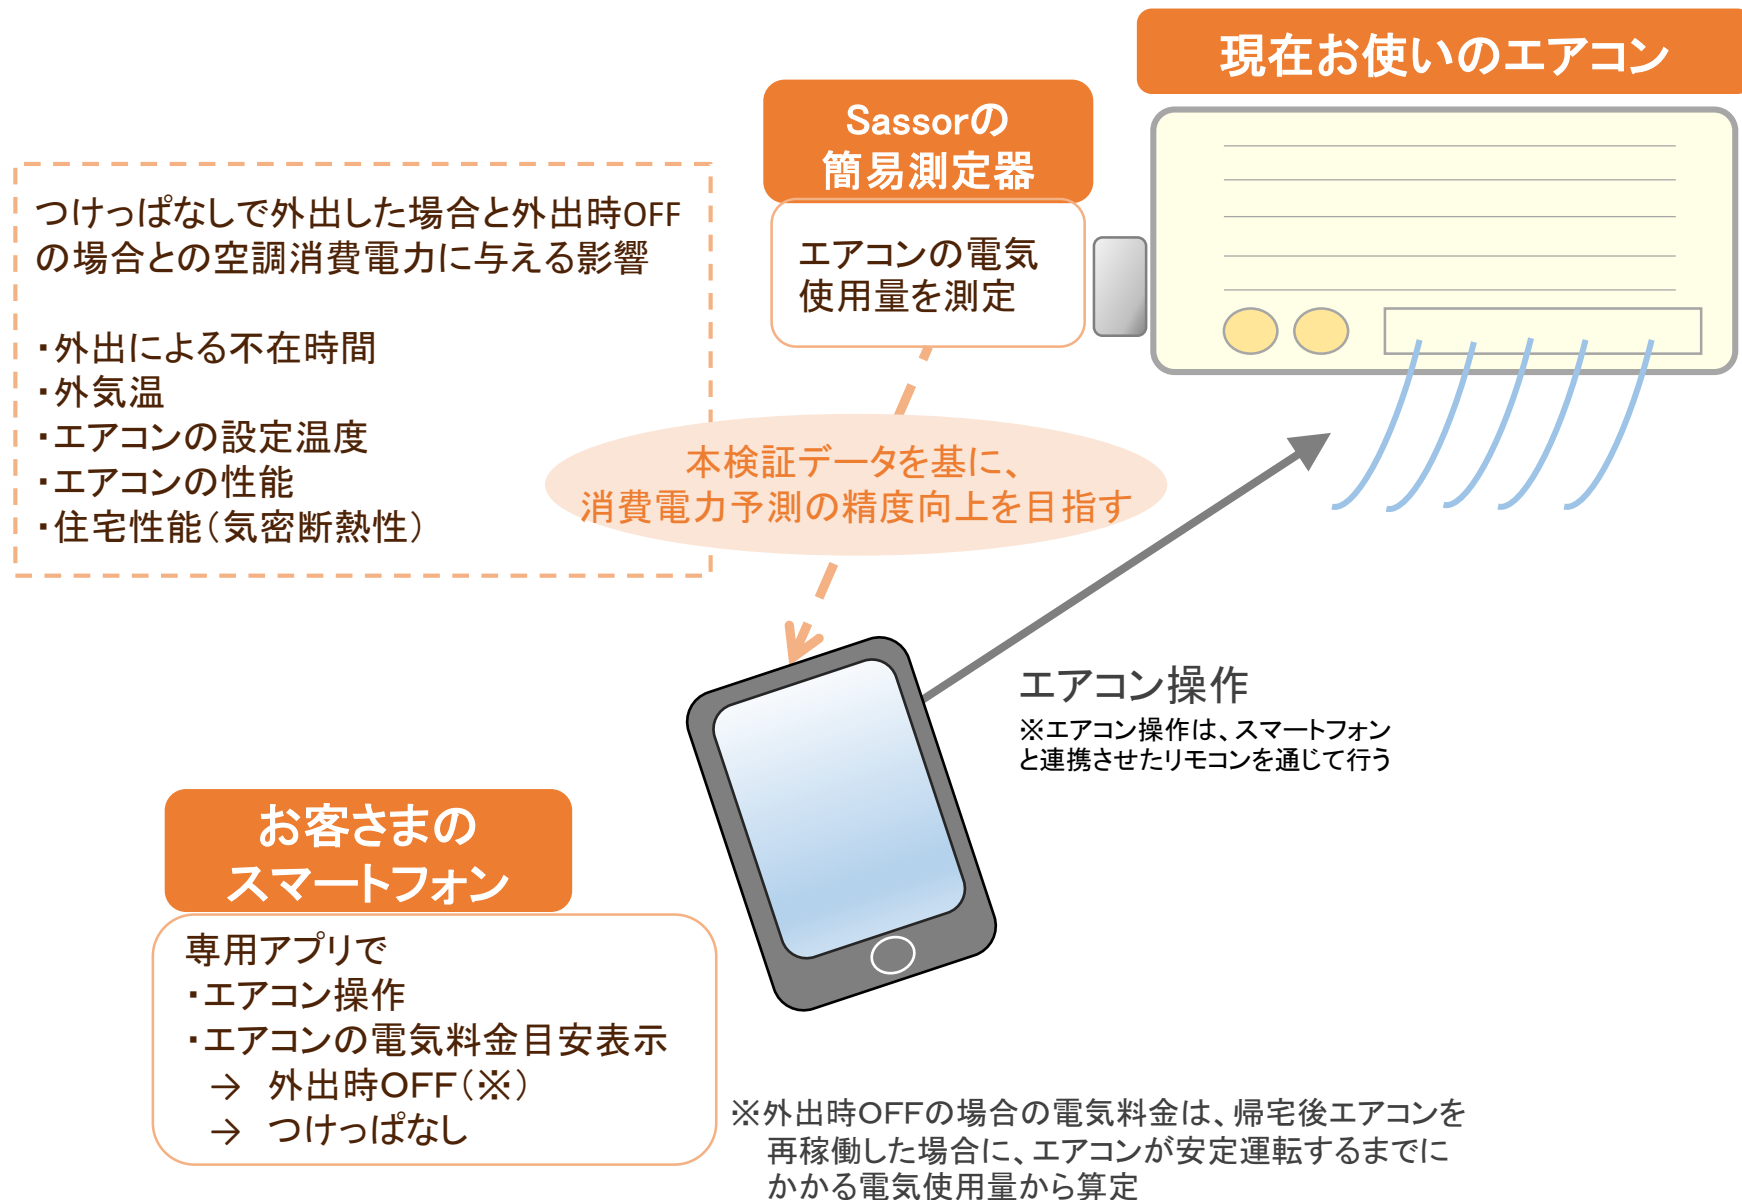 現在お使いのエアコン
Sassorの
簡易測定器
エアコンの電気
使用量を測定
つけっぱなしで外出した場合と外出時OFF
の場合との空調消費電力に与える影響
・外出による不在時間
・外気温
・エアコンの設定温度
・エアコンの性能
・住宅性能（気密断熱性）
本検証データを基に、
消費電力予測の精度向上を目指す
エアコン操作
※エアコン操作は、スマートフォン
と連携させたリモコンを通じて行う
お客さまの
スマートフォン
専用アプリで
・エアコン操作
・エアコンの電気料金目安表示
→ 外出時OFF（※）
→ つけっぱなし
※外出時OFFの場合の電気料金は、帰宅後エアコンを
再稼働した場合に、エアコンが安定運転するまでに
かかる電気使用量から算定